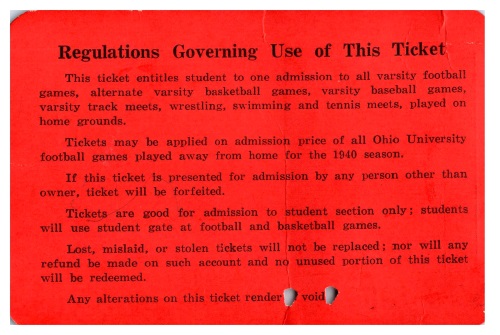 Regulations Governing Use of This Ticket
This ticket entitles student to one admission to all varsity football
games, alternate varsity basketball games, varsity baseball games,
varsity track meets, wrestling, swimming and tennis meets, played on
home grounds.
Tickets may be applied on admission price of all Ohio University
football games played away from home for the 1940 season.
If this ticket is presented for admission by any person other than
owner, ticket will be forfeited.
Tickets are good for admission to student section only; students
will use student gate at football and basketball games.
Lost, mislaid, or stolen tickets will not be replaced; nor will any
refund be made on such account and no unused portion of this ticket
will be redeemed.
Any alterations on this ticket render void